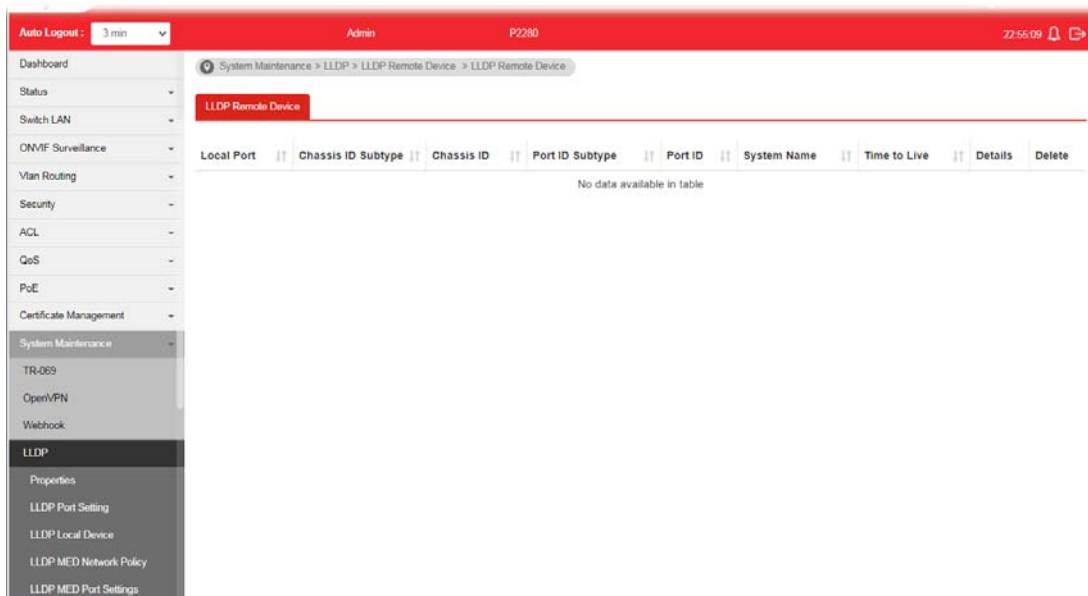 Auto Logout : 3 min Admin P2280 22:55:09
Dashboard
Status
Switch LAN
ONVIF Surveillance
Vlan Routing
Security
ACL
QoS
PoE
Certificate Management
System Maintenance
TR-069
OpenVPN
Webhook
LLDP
Properties
LLDP Port Setting
LLDP Local Device
LLDP MED Network Policy
LLDP MED Port Settings
System Maintenance > LLDP > LLDP Remote Device > LLDP Remote Device
LLDP Remote Device
Local Port Chassis ID Subtype Chassis ID Port ID Subtype Port ID System Name Time to Live Details Delete
No data available in table